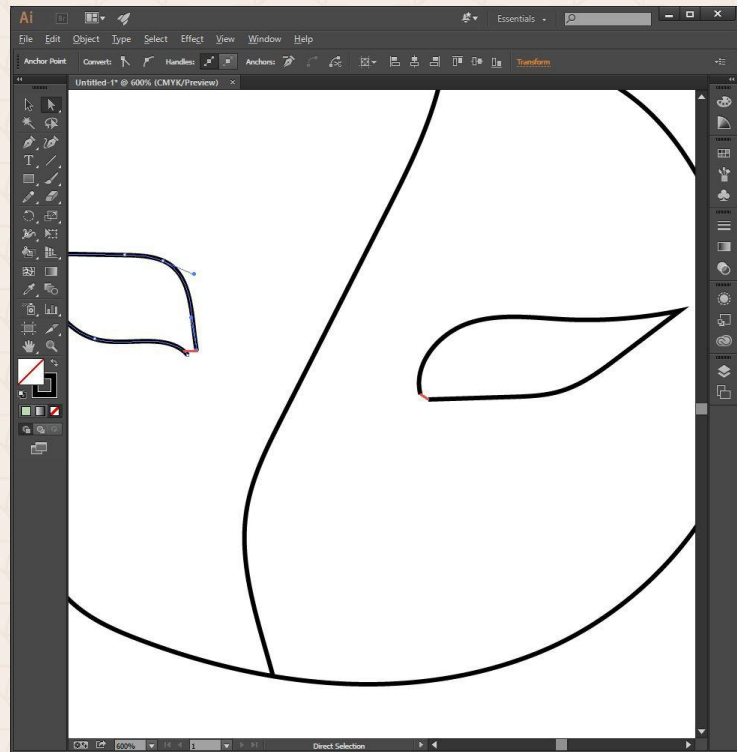 Ai Br Essentials
File Edit Object Type Select Effect View Window Help
Anchor Point Convert: Handles: Anchors: Transform
Untitled-1* @ 600% (CMYK/Preview) ×
T
600% 1 Direct Selection